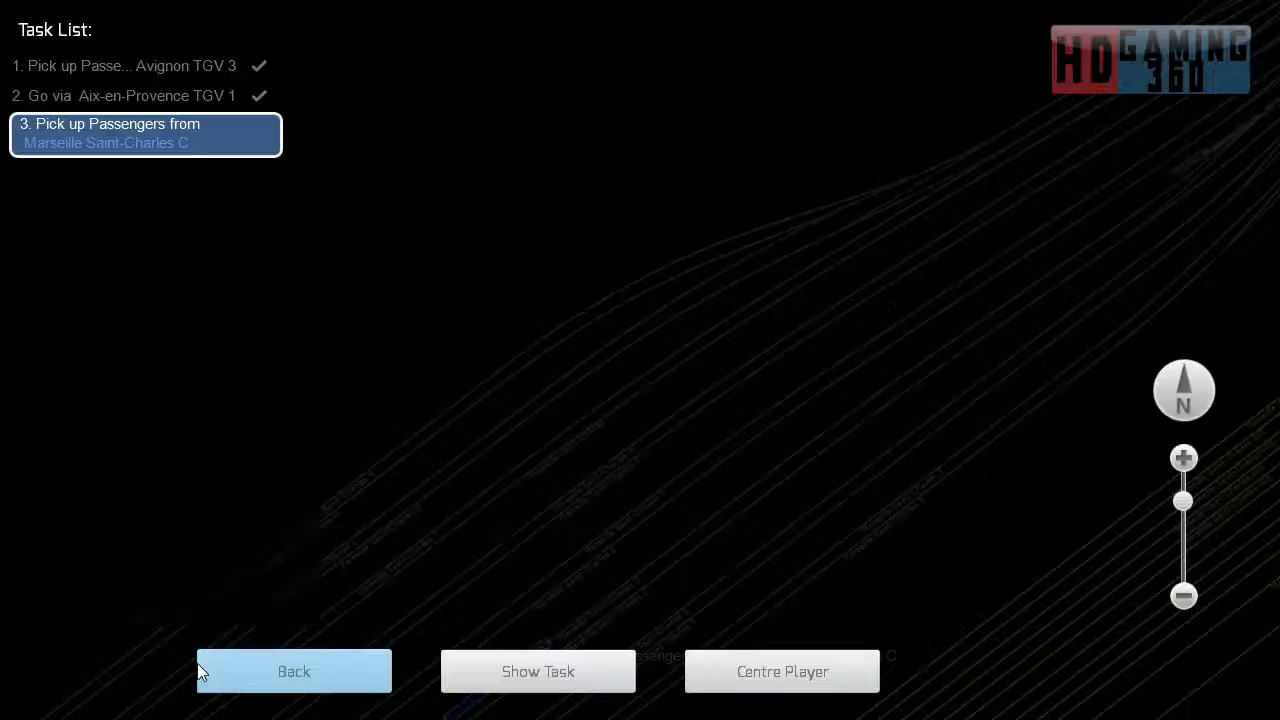 Task List:
1. Pick up Passe... Avignon TGV 3
2. Go via Aix-en-Provence TGV 1
3. Pick up Passengers from
Marseille Saint-Charles C
HD GAMING
360
N
Back
Show Task
Centre Player